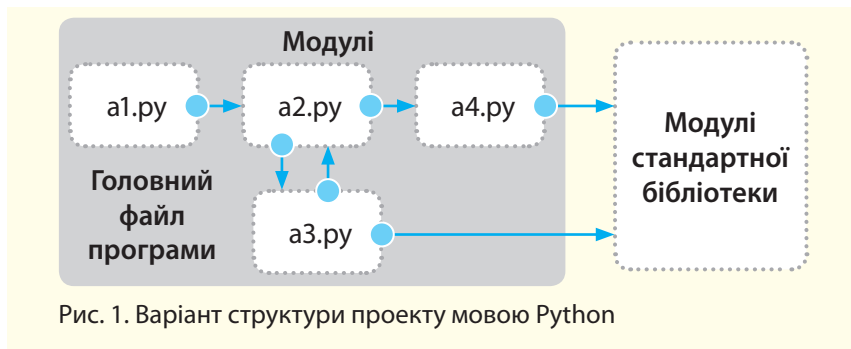 Модулі
a1.py
a2.py
a4.py
Головний
файл
програми
a3.py
Модулі
стандартної
бібліотеки
Рис. 1. Варіант структури проекту мовою Python